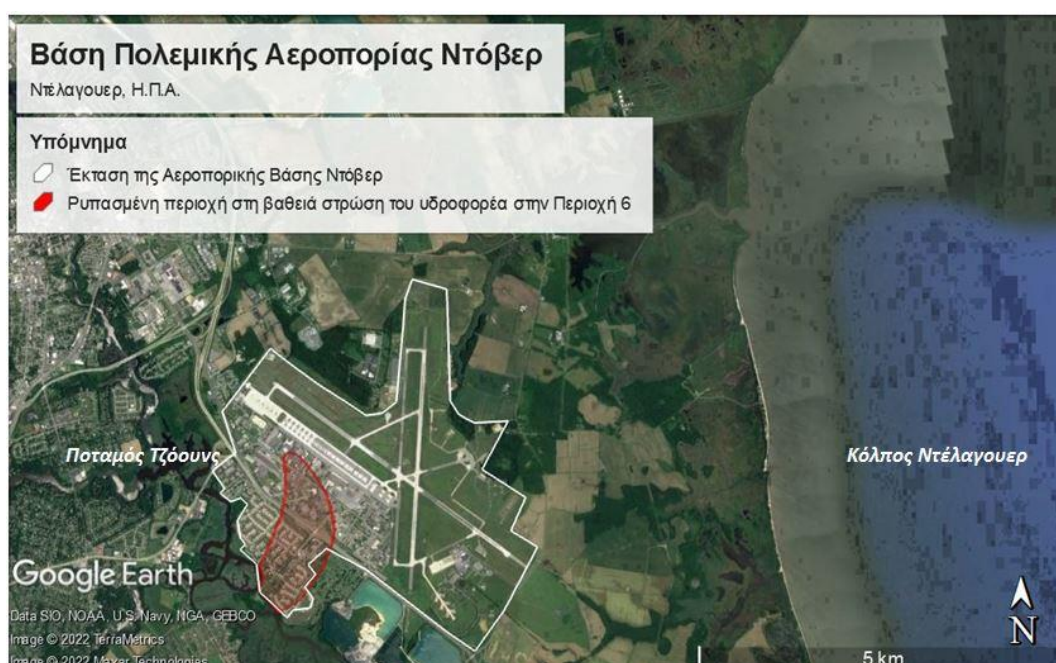 Βάση Πολεμικής Αεροπορίας Ντόβερ
Ντέλαγουερ, Η.Π.Α.
Υπόμνημα
Έκταση της Αεροπορικής Βάσης Ντόβερ
Ρυπασμένη περιοχή στη βαθειά στρώση του υδροφορέα στην Περιοχή 6
Ποταμός Τζόουνς
Κόλπος Ντέλαγουερ
Google Earth
Data SIO, NOAA, U.S. Navy, NGA, GEBCO
Image © 2022 TerraMetrics
Image © 2022 Maxar Technologies
N
5 km